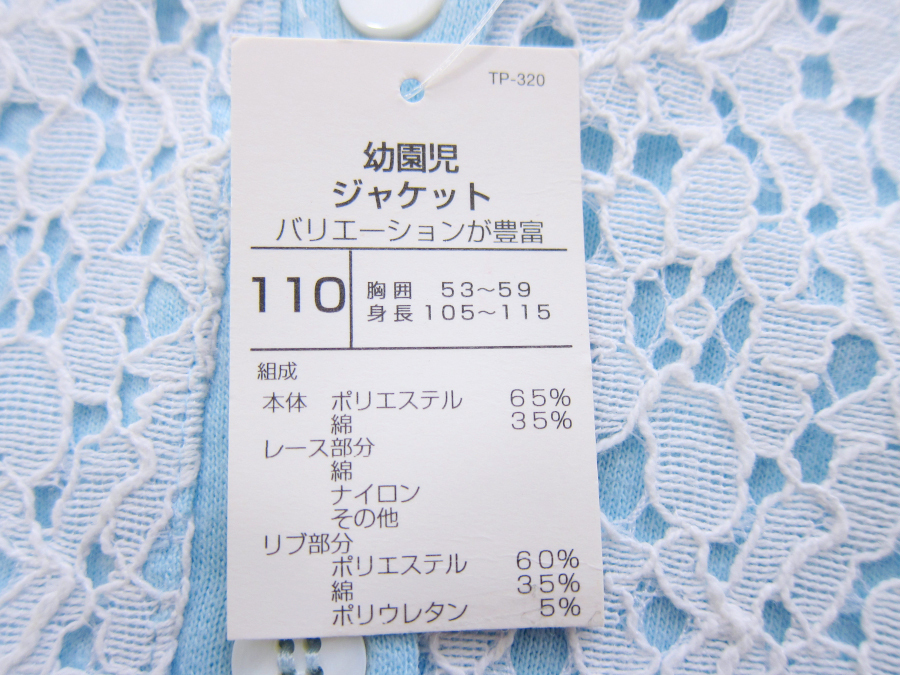 TP-320
幼園児
ジャケット
バリエーションが豊富
110
胸囲 53〜59
身長 105〜115
組成
本体 ポリエステル 65%
綿 35%
レース部分
綿
ナイロン
その他
リブ部分
ポリエステル 60%
綿 35%
ポリウレタン 5%